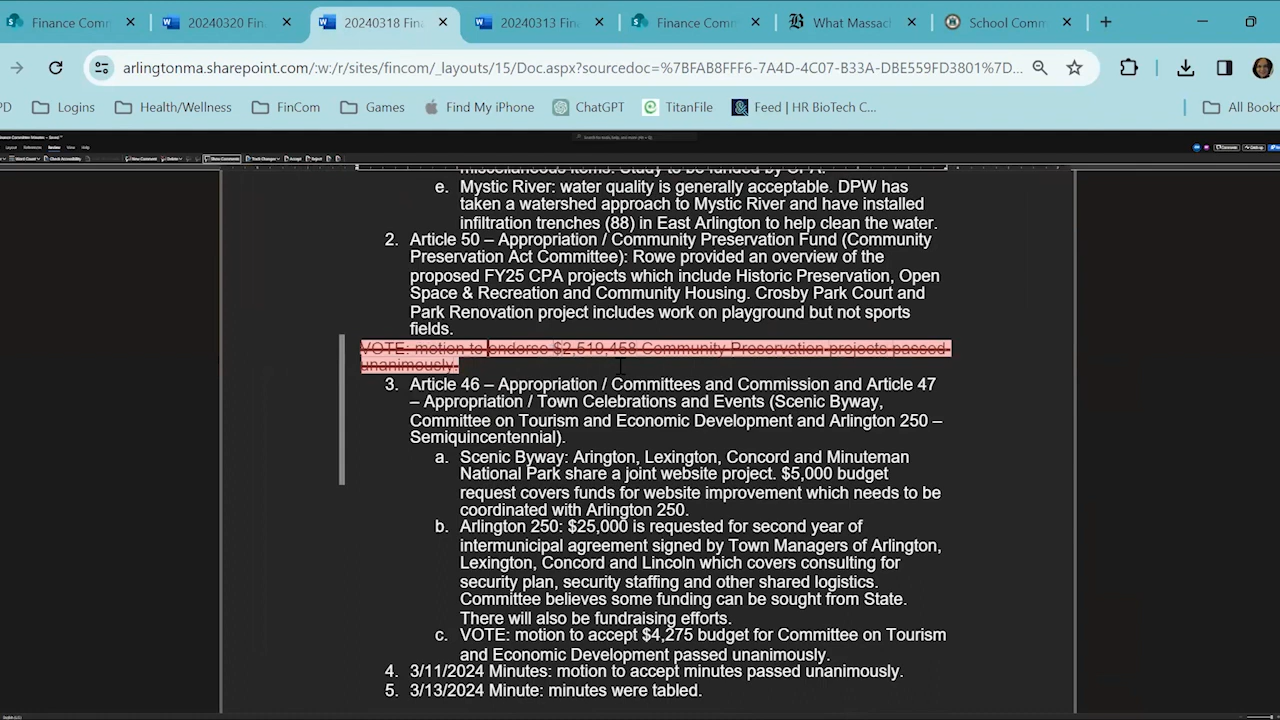 Finance Comm
20240320 Fin
20240318 Fina
20240313 Fin
Finance Comm
What Massach
School Comm
arlingtonma.sharepoint.com/:w:/r/sites/fincom/_layouts/15/Doc.aspx?sourcedoc=%7BFAB8FFF6-7A4D-4C07-B33A-DBE559FD3801%7D...
PD
Logins
Health/Wellness
FinCom
Games
Find My iPhone
ChatGPT
TitanFile
Feed | HR BioTech C...
All Bookm
Layout References Review View Help
e. Mystic River: water quality is generally acceptable. DPW has
taken a watershed approach to Mystic River and have installed
infiltration trenches (88) in East Arlington to help clean the water.
2. Article 50 – Appropriation / Community Preservation Fund (Community
Preservation Act Committee): Rowe provided an overview of the
proposed FY25 CPA projects which include Historic Preservation, Open
Space & Recreation and Community Housing. Crosby Park Court and
Park Renovation project includes work on playground but not sports
fields.
VOTE: motion to endorse $2,519,458 Community Preservation projects passed
unanimously.
3. Article 46 – Appropriation / Committees and Commission and Article 47
– Appropriation / Town Celebrations and Events (Scenic Byway,
Committee on Tourism and Economic Development and Arlington 250 –
Semiquincentennial).
a. Scenic Byway: Arington, Lexington, Concord and Minuteman
National Park share a joint website project. $5,000 budget
request covers funds for website improvement which needs to be
coordinated with Arlington 250.
b. Arlington 250: $25,000 is requested for second year of
intermunicipal agreement signed by Town Managers of Arlington,
Lexington, Concord and Lincoln which covers consulting for
security plan, security staffing and other shared logistics.
Committee believes some funding can be sought from State.
There will also be fundraising efforts.
c. VOTE: motion to accept $4,275 budget for Committee on Tourism
and Economic Development passed unanimously.
4. 3/11/2024 Minutes: motion to accept minutes passed unanimously.
5. 3/13/2024 Minute: minutes were tabled.